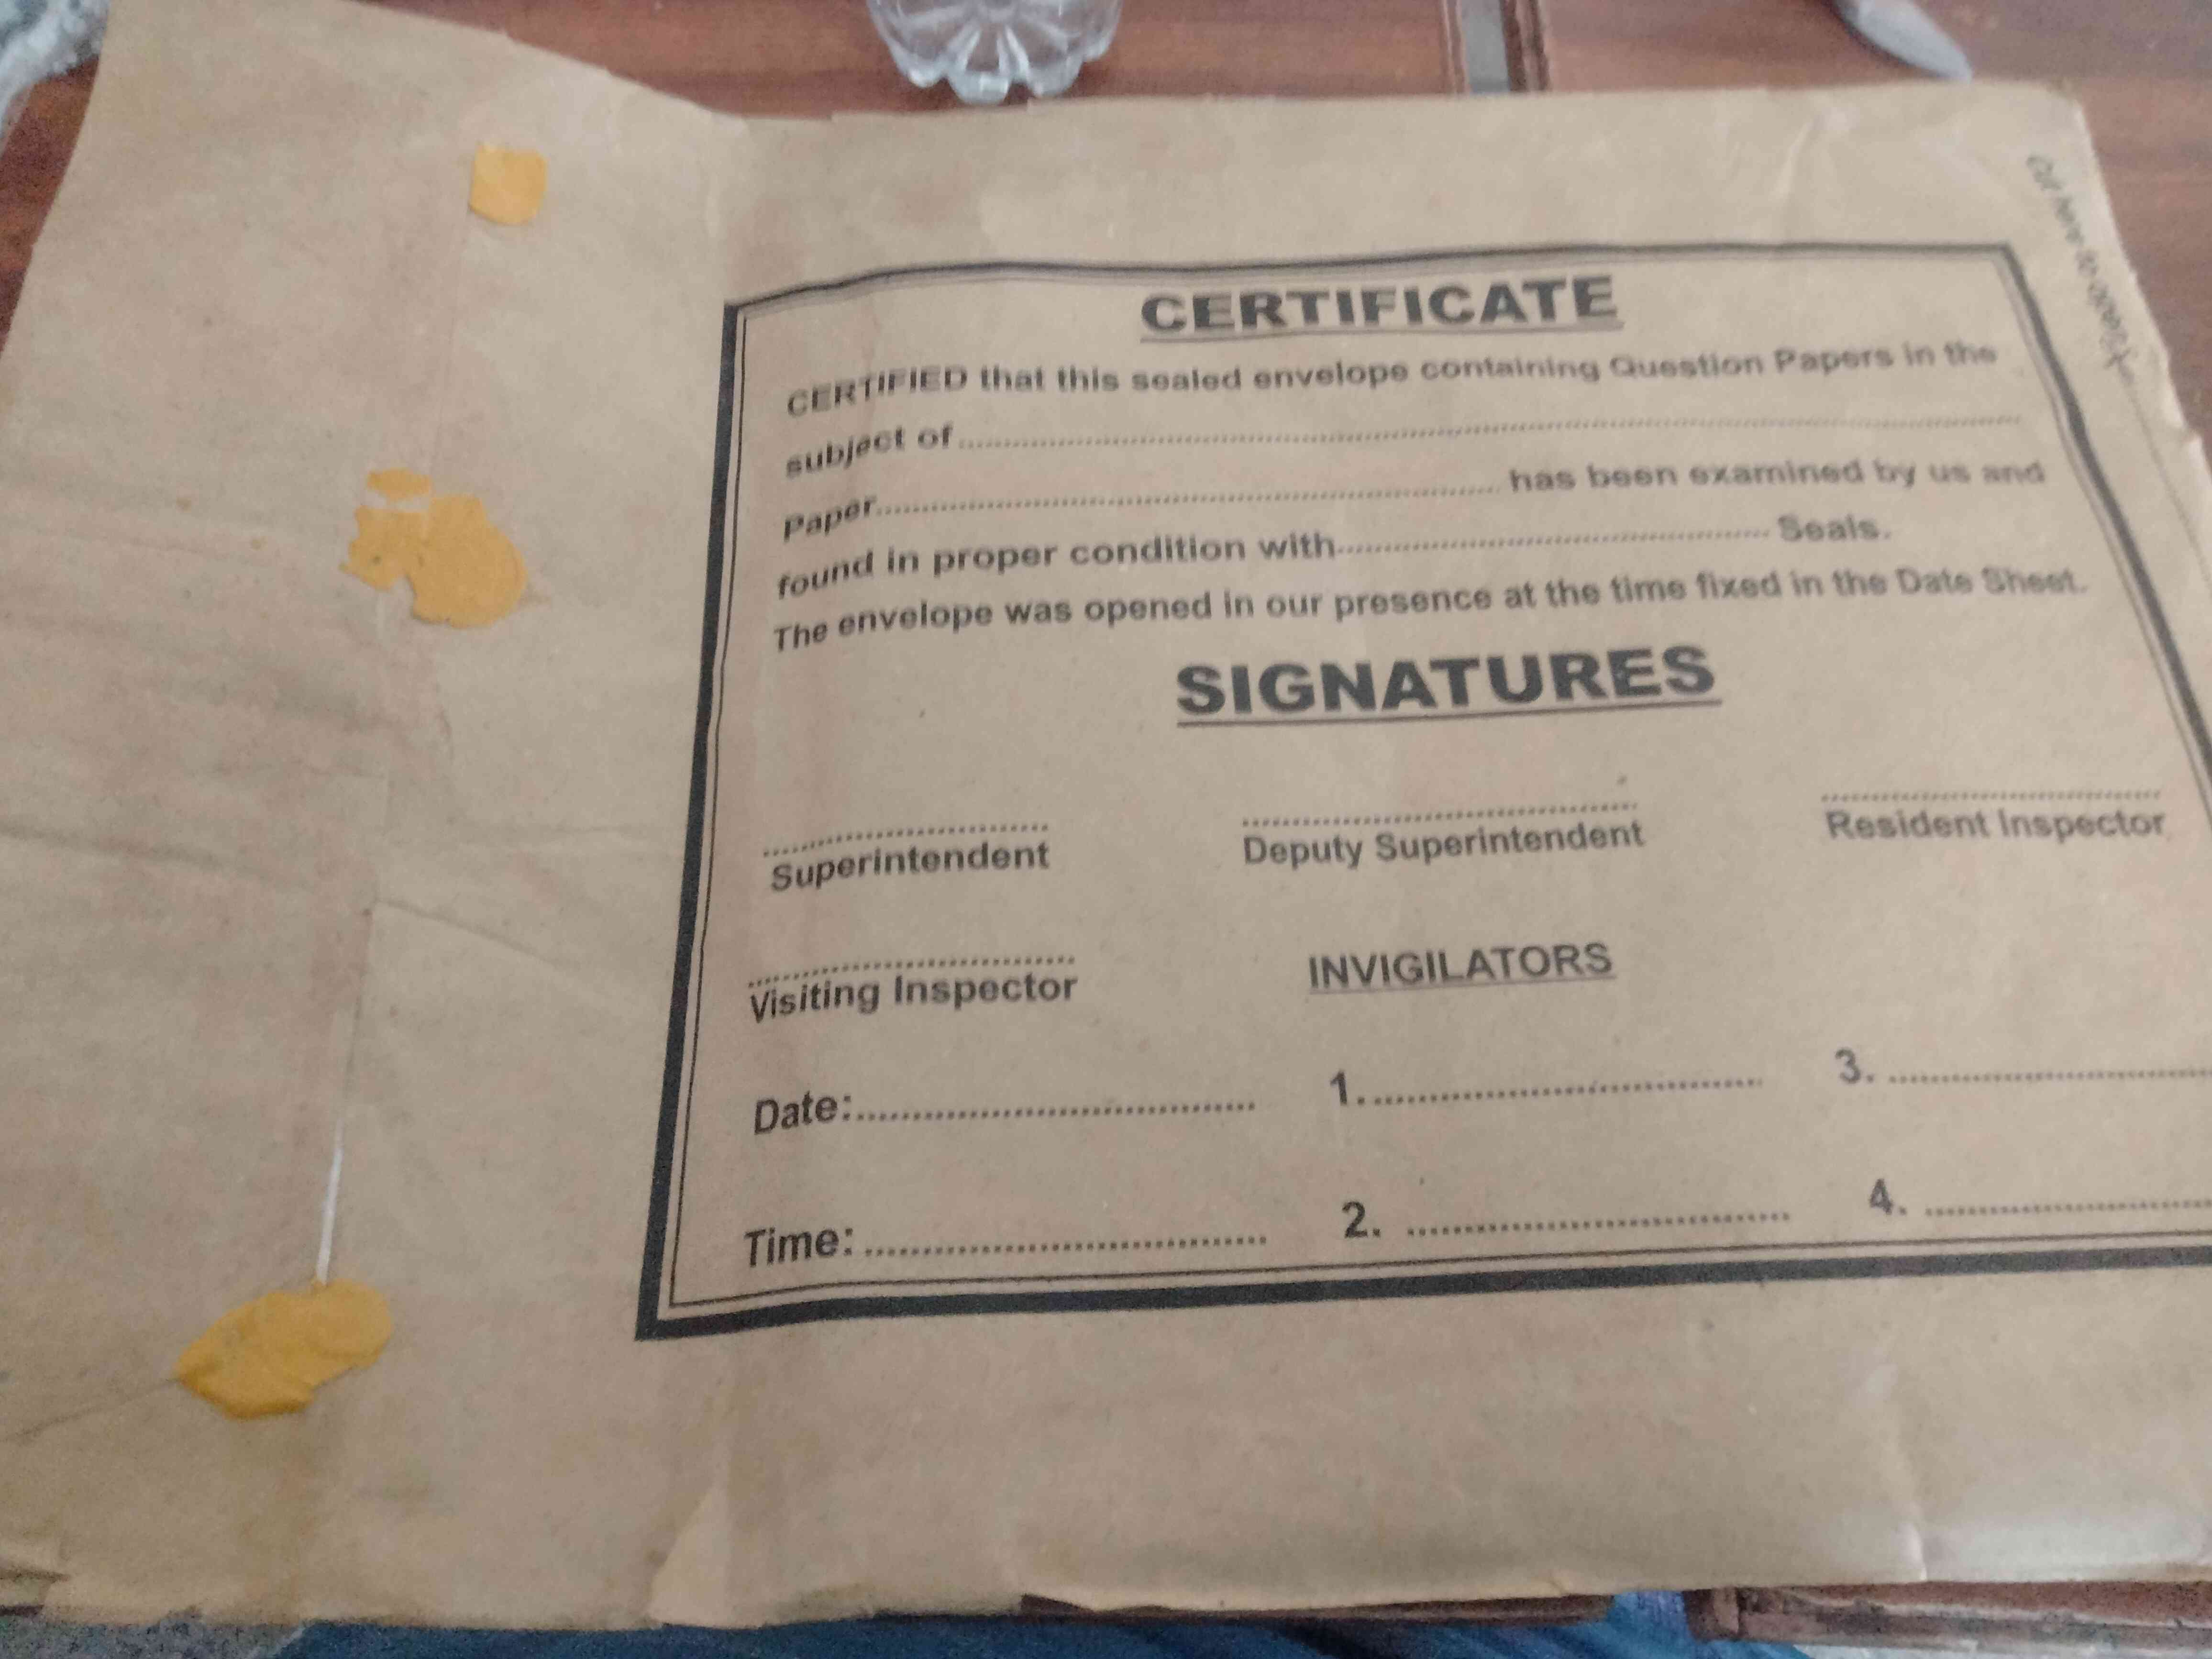 CERTIFICATE
CERTIFIED that this sealed envelope containing Question Papers in the
subject of..........................................................................................
Paper.................................................... has been examined by us and
found in proper condition with.................................... Seals.
The envelope was opened in our presence at the time fixed in the Date Sheet.
SIGNATURES
Superintendent Deputy Superintendent Resident Inspector
Visiting Inspector INVIGILATORS
Date:.................................. 1................................... 3. ..............................
Time: .................................. 2. .................................. 4. ..............................